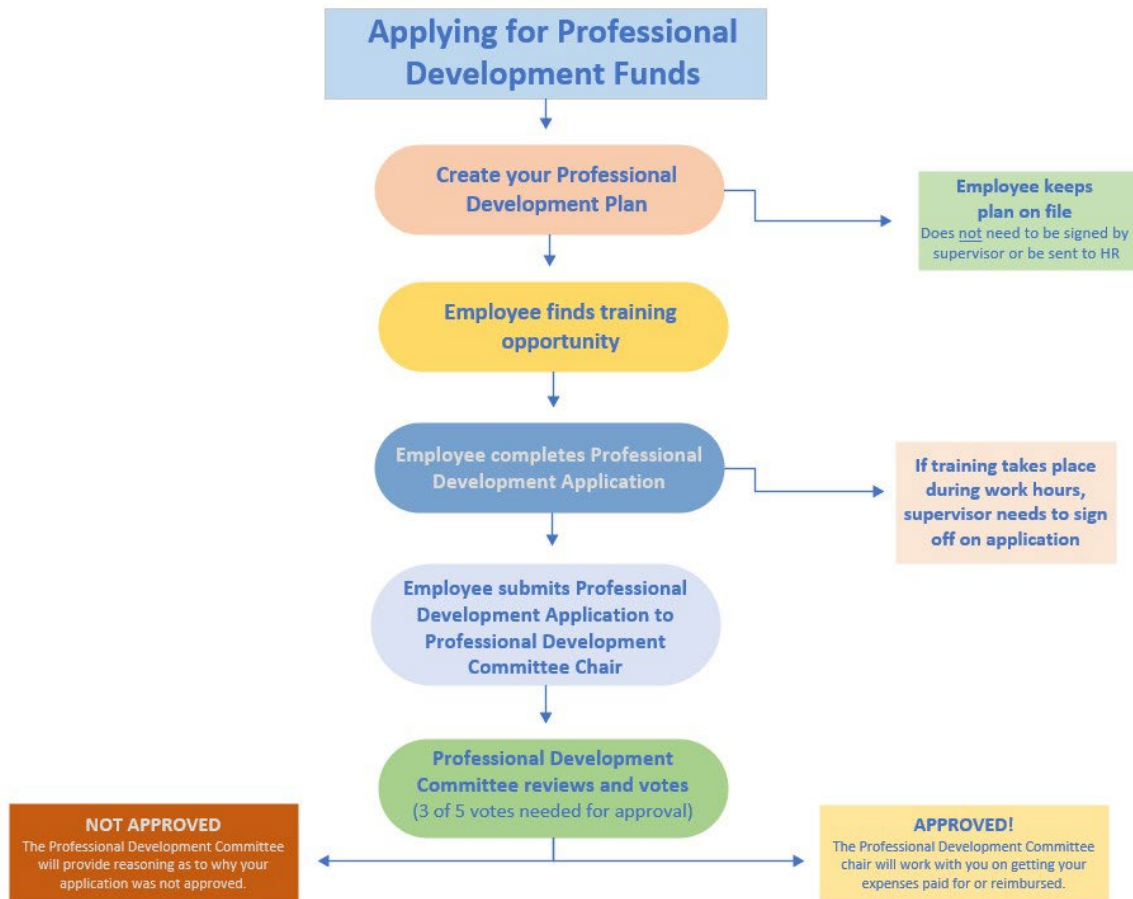 Applying for Professional
Development Funds
Create your Professional
Development Plan
Employee keeps
plan on file
Does not need to be signed by
supervisor or be sent to HR
Employee finds training
opportunity
Employee completes Professional
Development Application
If training takes place
during work hours,
supervisor needs to sign
off on application
Employee submits Professional
Development Application to
Professional Development
Committee Chair
Professional Development
Committee reviews and votes
(3 of 5 votes needed for approval)
NOT APPROVED
The Professional Development Committee
will provide reasoning as to why your
application was not approved.
APPROVED!
The Professional Development Committee
chair will work with you on getting your
expenses paid for or reimbursed.